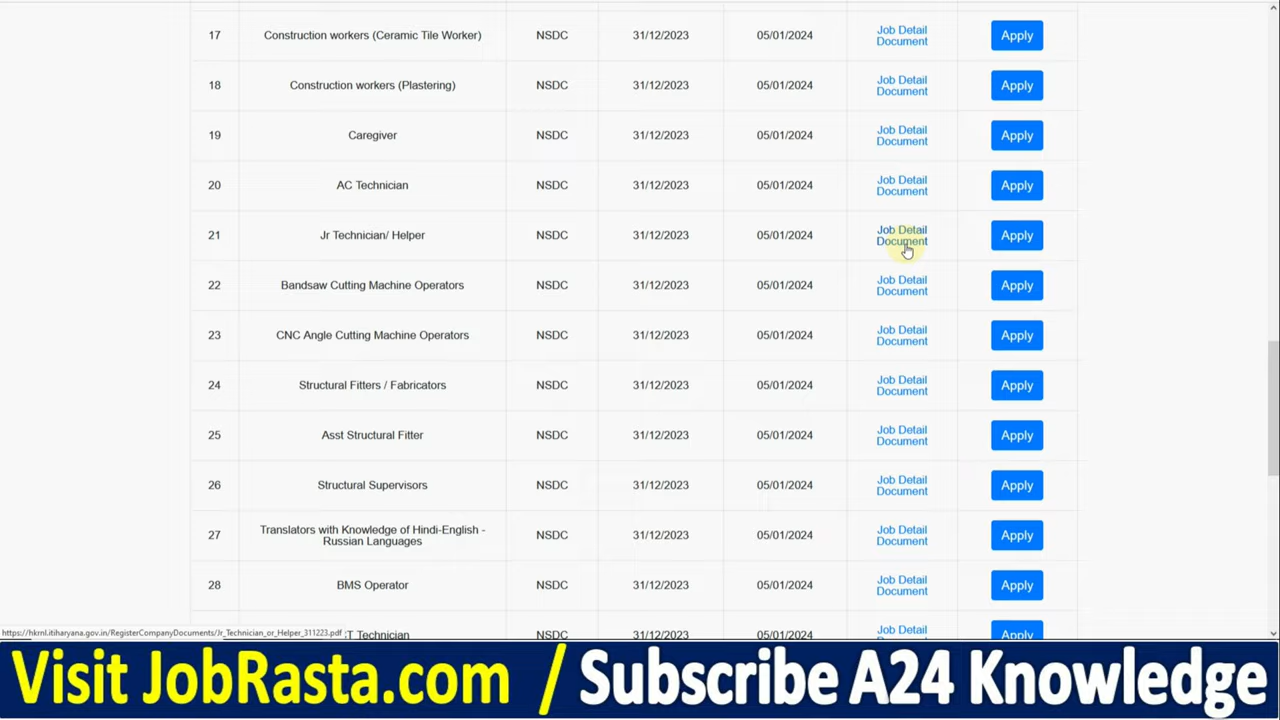 17 Construction workers (Ceramic Tile Worker) NSDC 31/12/2023 05/01/2024 Job Detail Document Apply
18 Construction workers (Plastering) NSDC 31/12/2023 05/01/2024 Job Detail Document Apply
19 Caregiver NSDC 31/12/2023 05/01/2024 Job Detail Document Apply
20 AC Technician NSDC 31/12/2023 05/01/2024 Job Detail Document Apply
21 Jr Technician/ Helper NSDC 31/12/2023 05/01/2024 Job Detail Document Apply
22 Bandsaw Cutting Machine Operators NSDC 31/12/2023 05/01/2024 Job Detail Document Apply
23 CNC Angle Cutting Machine Operators NSDC 31/12/2023 05/01/2024 Job Detail Document Apply
24 Structural Fitters / Fabricators NSDC 31/12/2023 05/01/2024 Job Detail Document Apply
25 Asst Structural Fitter NSDC 31/12/2023 05/01/2024 Job Detail Document Apply
26 Structural Supervisors NSDC 31/12/2023 05/01/2024 Job Detail Document Apply
27 Translators with Knowledge of Hindi-English - Russian Languages NSDC 31/12/2023 05/01/2024 Job Detail Document Apply
28 BMS Operator NSDC 31/12/2023 05/01/2024 Job Detail Document Apply
Technician NSDC 31/12/2023 05/01/2024 Job Detail Apply
https://hkrnl.itiharyana.gov.in/RegisterCompanyDocuments/Jr_Technician_or_Helper_311223.pdf
Visit JobRasta.com / Subscribe A24 Knowledge